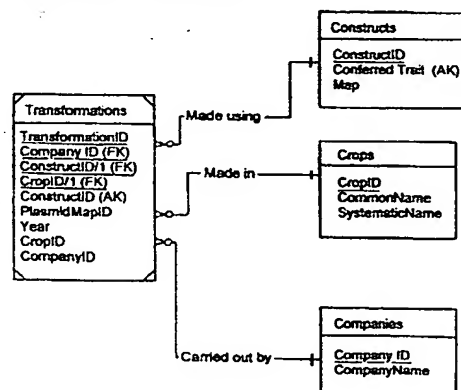 Constructs
ConstructID
Conferred Trait (AK)
Map
Made using
Transformations
TransformationID
Company ID (FK)
ConstructID/1 (FK)
CropID/1 (FK)
ConstructID (AK)
PlasmidMapID
Year
CropID
CompanyID
Made in
Crops
CropID
CommonName
SystematicName
Carried out by
Companies
Company ID
CompanyName